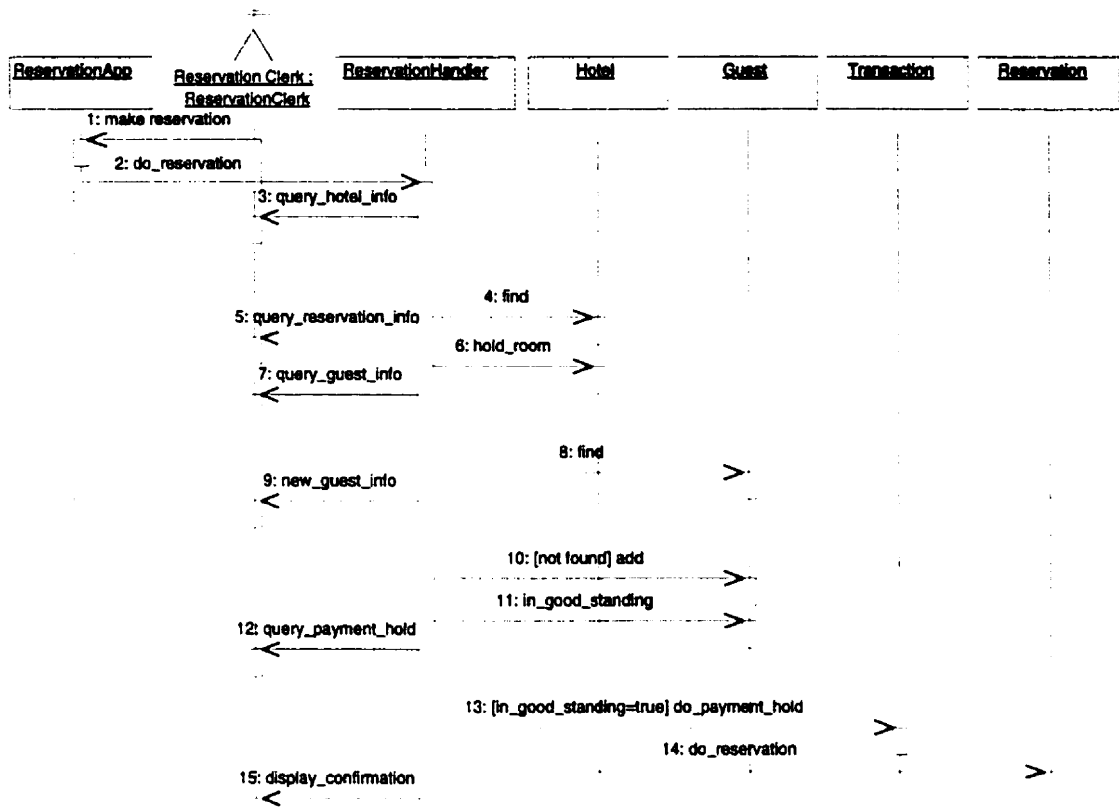 ReservationApp
Reservation Clerk :
ReservationClerk
ReservationHandler
Hotel
Guest
Transaction
Reservation
1: make reservation
2: do_reservation
3: query_hotel_info
4: find
5: query_reservation_info
6: hold_room
7: query_guest_info
8: find
9: new_guest_info
10: [not found] add
11: in_good_standing
12: query_payment_hold
13: [in_good_standing=true] do_payment_hold
14: do_reservation
15: display_confirmation